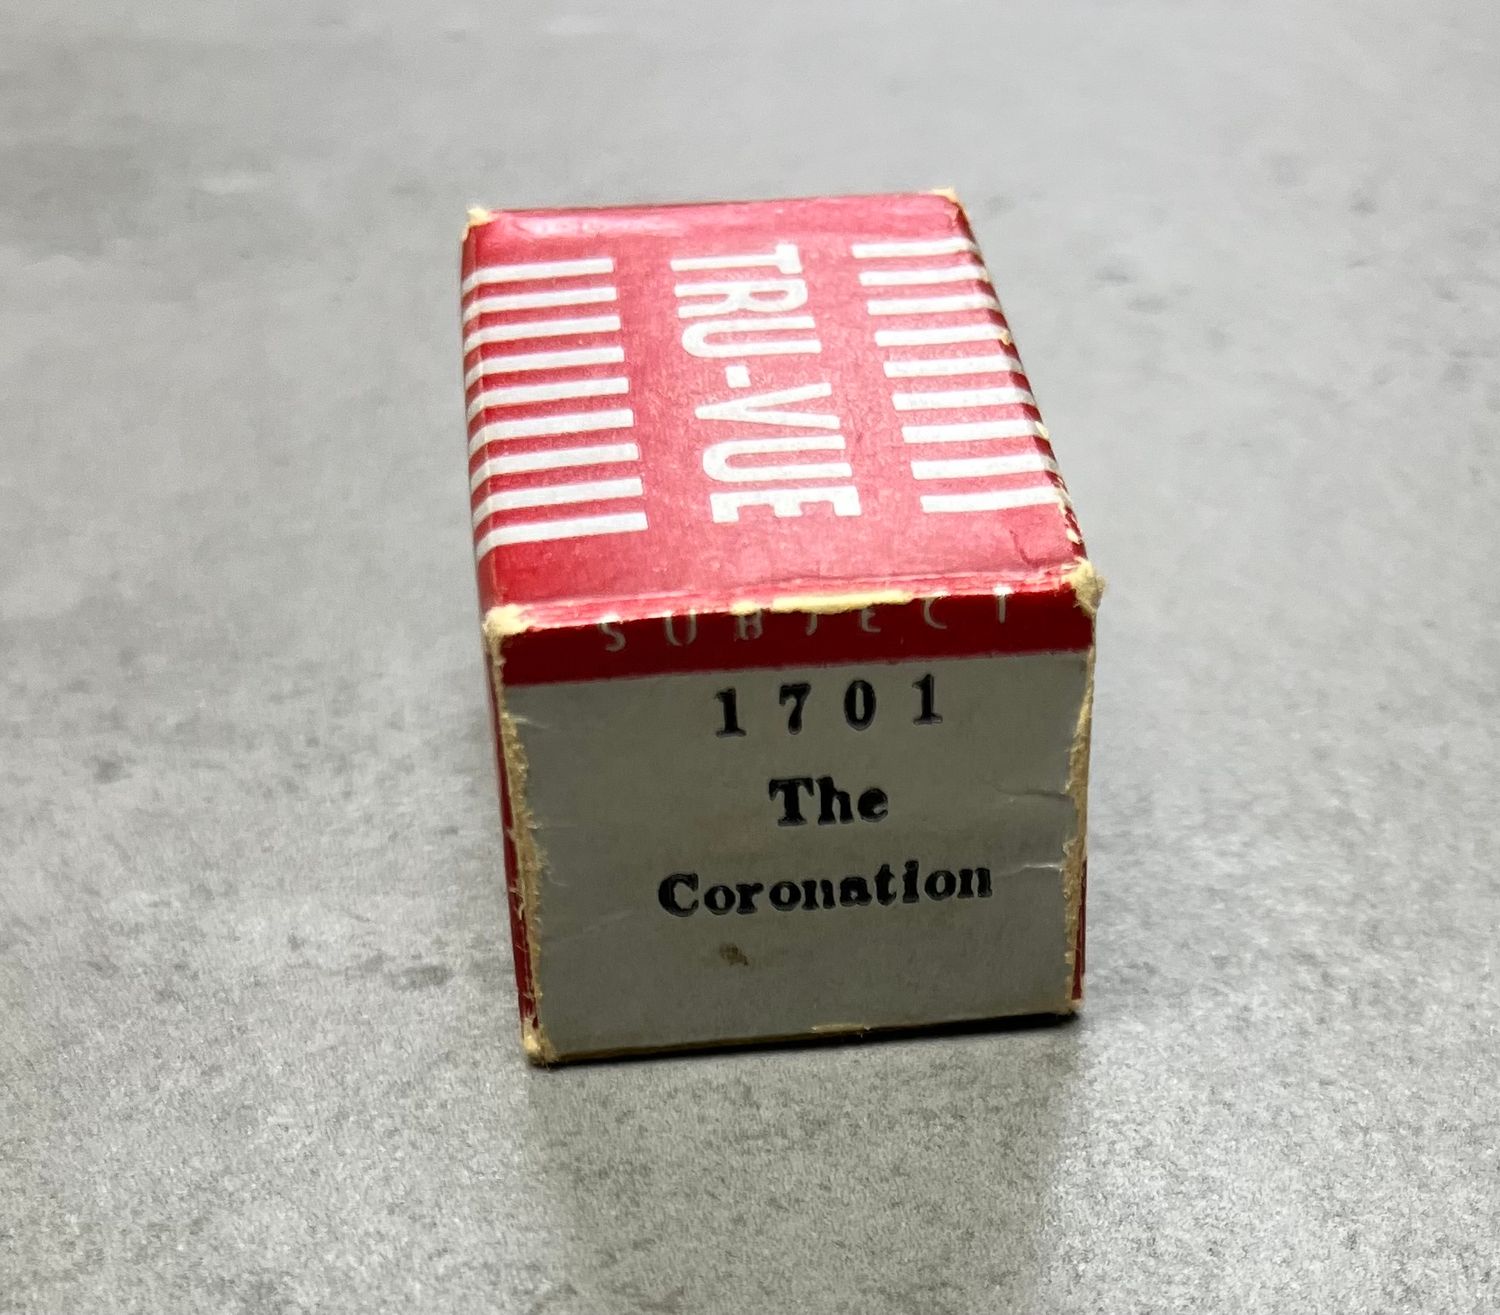 TRU-VUE
SUBJECT
1701
The
Coronation